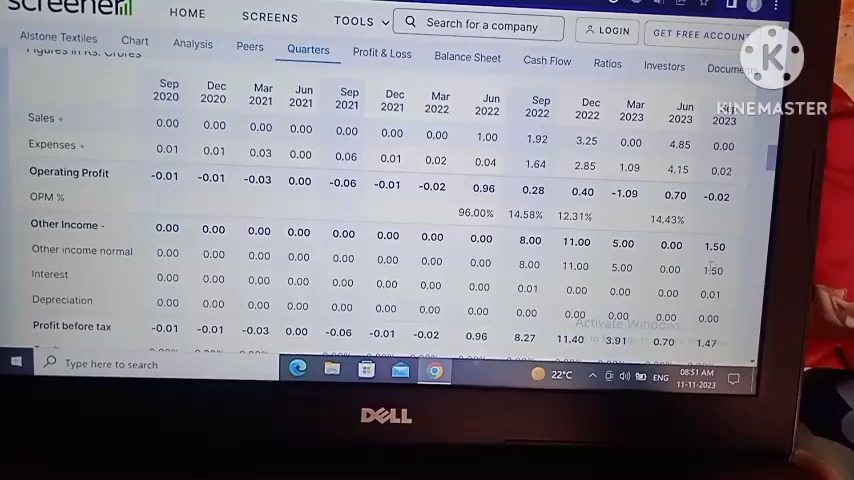 screener
HOME SCREENS TOOLS Search for a company LOGIN GET FREE ACCOUNT
Alstone Textiles Chart Analysis Peers Quarters Profit & Loss Balance Sheet Cash Flow Ratios Investors Documen
KINEMASTER
Figures in Rs. Crores
Sep 2020 Dec 2020 Mar 2021 Jun 2021 Sep 2021 Dec 2021 Mar 2022 Jun 2022 Sep 2022 Dec 2022 Mar 2023 Jun 2023 2023
Sales + 0.00 0.00 0.00 0.00 0.00 0.00 0.00 1.00 1.92 3.25 0.00 4.85 0.00
Expenses + 0.01 0.01 0.03 0.00 0.06 0.01 0.02 0.04 1.64 2.85 1.09 4.15 0.02
Operating Profit -0.01 -0.01 -0.03 0.00 -0.06 -0.01 -0.02 0.96 0.28 0.40 -1.09 0.70 -0.02
OPM % 96.00% 14.58% 12.31% 14.43%
Other Income - 0.00 0.00 0.00 0.00 0.00 0.00 0.00 0.00 8.00 11.00 5.00 0.00 1.50
Other income normal 0.00 0.00 0.00 0.00 0.00 0.00 0.00 0.00 8.00 11.00 5.00 0.00 1.50
Interest 0.00 0.00 0.00 0.00 0.00 0.00 0.00 0.00 0.01 0.00 0.00 0.00 0.01
Depreciation 0.00 0.00 0.00 0.00 0.00 0.00 0.00 0.00 0.00 0.00 0.00 0.00 0.00
Profit before tax -0.01 -0.01 -0.03 0.00 -0.06 -0.01 -0.02 0.96 8.27 11.40 3.91 0.70 1.47
Activate Windows
Type here to search 22°C ENG 08:51 AM
11-11-2023
DELL